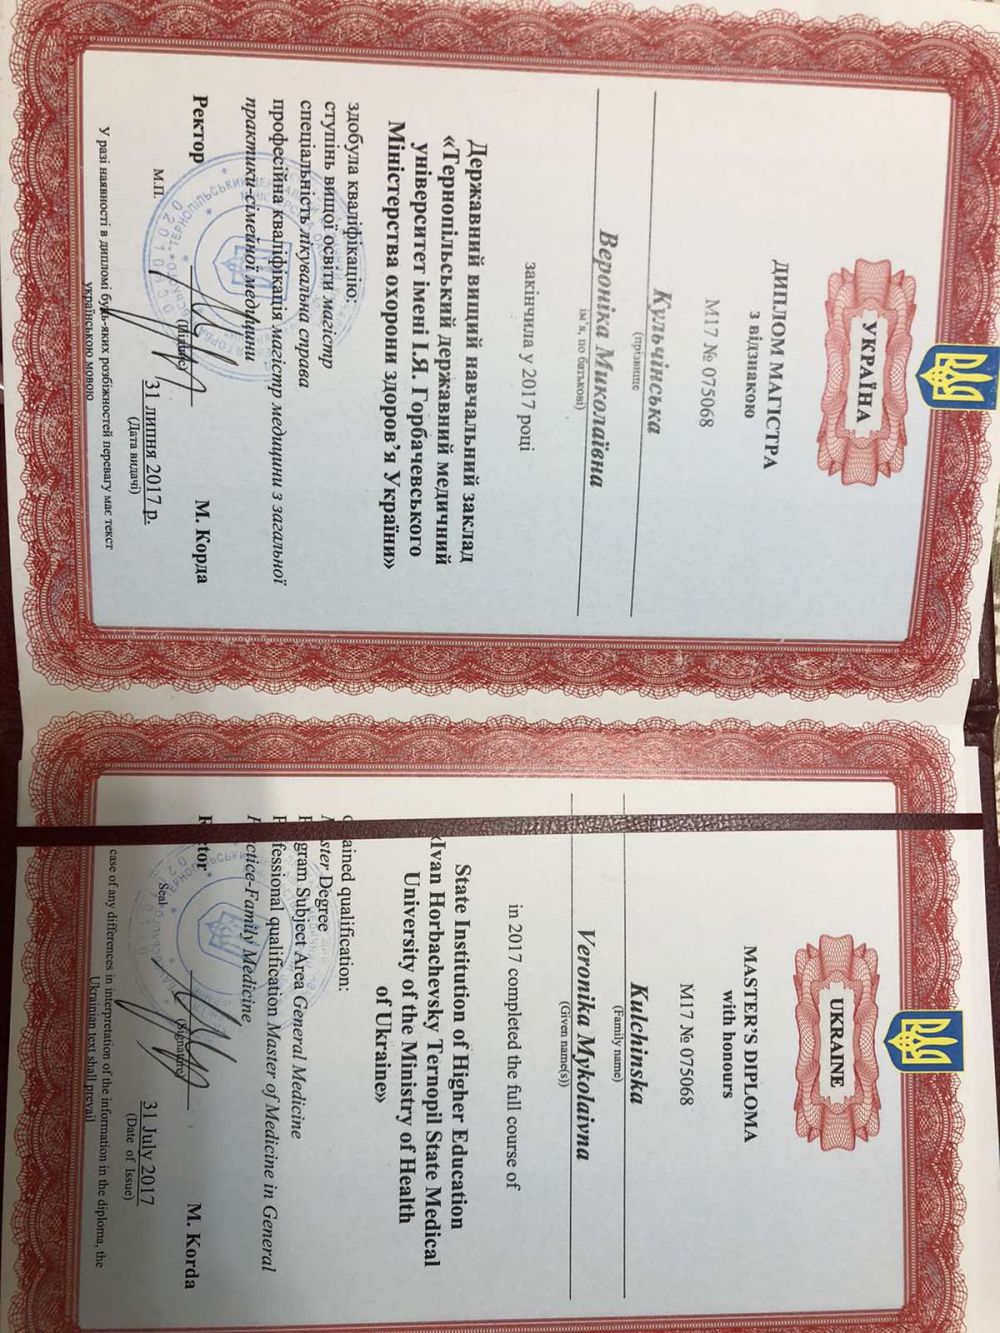 УКРАЇНА
ДИПЛОМ МАГІСТРА
з відзнакою
М17 № 075068
Кульчінська
(прізвище
Вероніка Миколаївна
ім'я, по батькові)
закінчила у 2017 році
Державний вищий навчальний заклад
«Тернопільський державний медичний
університет імені І.Я. Горбачевського
Міністерства охорони здоров'я України»
здобула кваліфікацію:
ступінь вищої освіти магістр
спеціальність лікувальна справа
професійна кваліфікація магістр медицини з загальної
практики-сімейної медицини
Ректор М. Корда
М.П. (Підпис)
31 липня 2017 р.
(Дата видачі)
У разі наявності в дипломі будь-яких розбіжностей перевагу має текст
українською мовою
UKRAINE
MASTER'S DIPLOMA
with honours
M17 № 075068
Kulchinska
(Family name)
Veronika Mykolaivna
(Given name(s))
in 2017 completed the full course of
State Institution of Higher Education
Ivan Horbachevsky Ternopil State Medical
University of the Ministry of Health
of Ukraine»
ained qualification:
ster Degree
gram Subject Area General Medicine
fessional qualification Master of Medicine in General
ctice-Family Medicine
tor M. Korda
Seal (Signature)
31 July 2017
(Date of Issue)
case of any differences in interpretation of the information in the diploma, the
Ukrainian text shall prevail